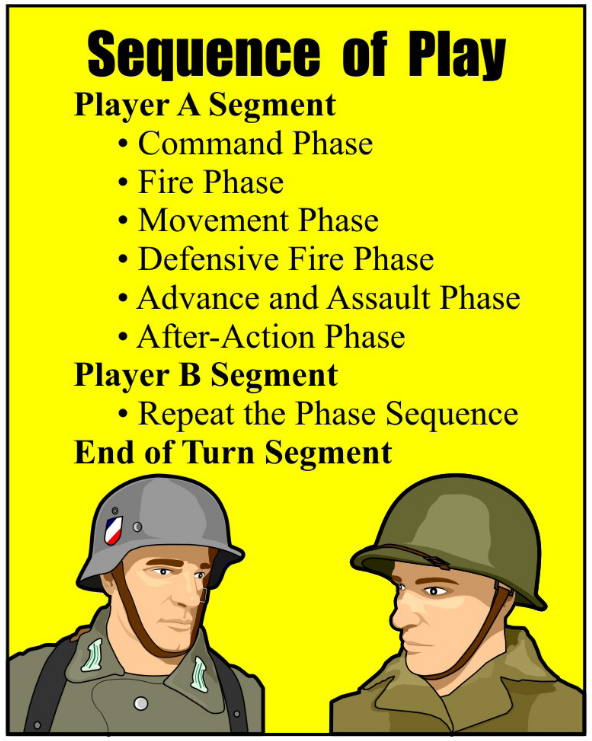 Sequence of Play
Player A Segment
• Command Phase
• Fire Phase
• Movement Phase
• Defensive Fire Phase
• Advance and Assault Phase
• After-Action Phase
Player B Segment
• Repeat the Phase Sequence
End of Turn Segment